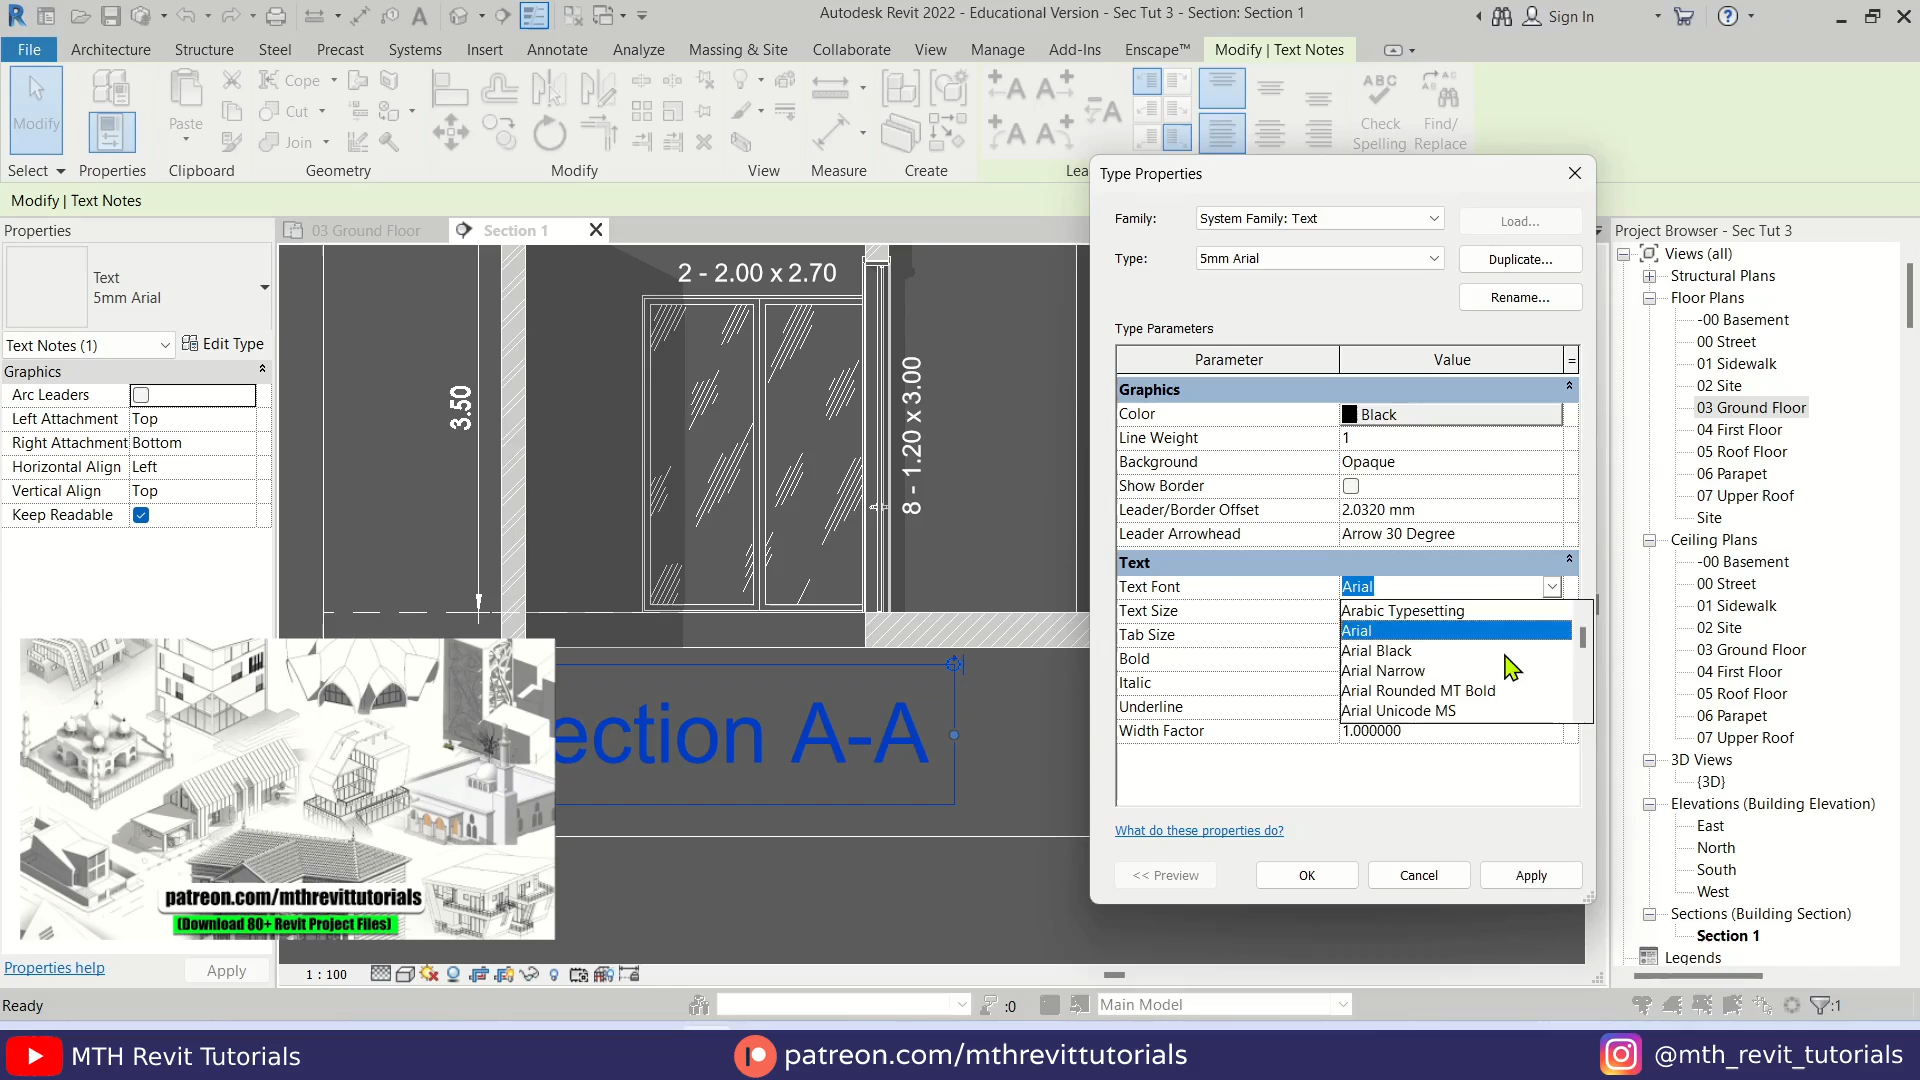 Autodesk Revit 2022 - Educational Version - Sec Tut 3 - Section: Section 1
Sign In
File Architecture Structure Steel Precast Systems Insert Annotate Analyze Massing & Site Collaborate View Manage Add-Ins Enscape™ Modify | Text Notes
Modify
Paste
Cope
Cut
Join
ABC
Check Spelling
Find/ Replace
Select Properties Clipboard Geometry Modify View Measure Create Lea
Modify | Text Notes
Properties
Text
5mm Arial
Text Notes (1)
Edit Type
Graphics
Arc Leaders
Left Attachment Top
Right Attachment Bottom
Horizontal Align Left
Vertical Align Top
Keep Readable
Properties help
Apply
03 Ground Floor
Section 1
2 - 2.00 x 2.70
3.50
8 - 1.20 x 3.00
ection A-A
patreon.com/mthrevittutorials
(Download 80+ Revit Project Files)
1 : 100
Type Properties
Family: System Family: Text Load...
Type: 5mm Arial Duplicate...
Rename...
Type Parameters
Parameter Value =
Graphics
Color Black
Line Weight 1
Background Opaque
Show Border
Leader/Border Offset 2.0320 mm
Leader Arrowhead Arrow 30 Degree
Text
Text Font Arial
Text Size
Tab Size
Bold
Italic
Underline
Width Factor 1.000000
Arabic Typesetting
Arial
Arial Black
Arial Narrow
Arial Rounded MT Bold
Arial Unicode MS
What do these properties do?
<< Preview OK Cancel Apply
Project Browser - Sec Tut 3
Views (all)
Structural Plans
Floor Plans
-00 Basement
00 Street
01 Sidewalk
02 Site
03 Ground Floor
04 First Floor
05 Roof Floor
06 Parapet
07 Upper Roof
Site
Ceiling Plans
-00 Basement
00 Street
01 Sidewalk
02 Site
03 Ground Floor
04 First Floor
05 Roof Floor
06 Parapet
07 Upper Roof
3D Views
{3D}
Elevations (Building Elevation)
East
North
South
West
Sections (Building Section)
Section 1
Legends
Ready
:0
Main Model
:1
MTH Revit Tutorials
patreon.com/mthrevittutorials
@mth_revit_tutorials